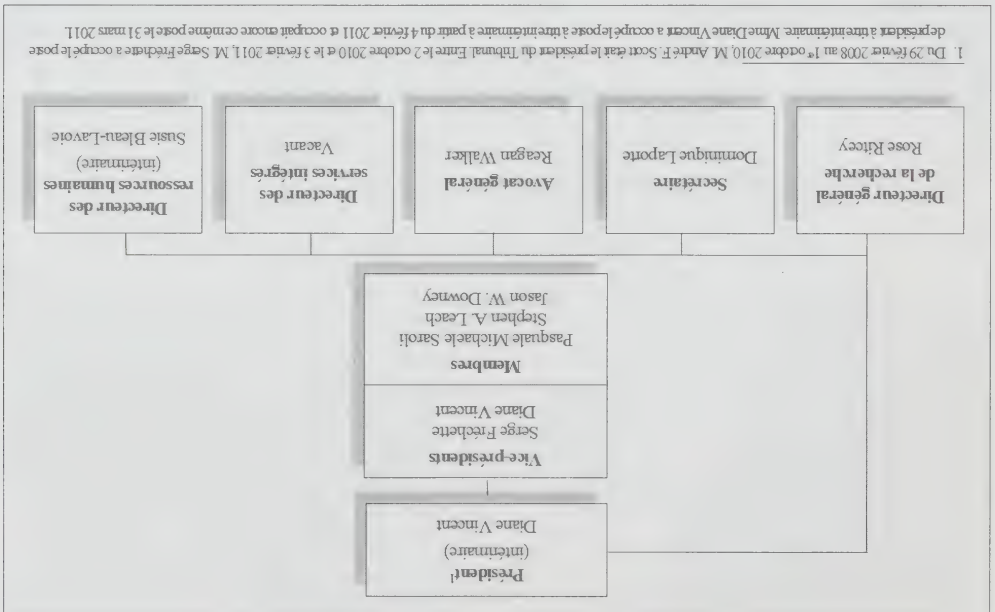 Président¹
(intérimaire)
Diane Vincent
Vice-présidents
Serge Fréchette
Diane Vincent
Membres
Pasquale Michaele Saroli
Stephen A. Leach
Jason W. Downey
Directeur général
de la recherche
Rose Ritcey
Secrétaire
Dominique Laporte
Avocat général
Reagan Walker
Directeur des
services intégrés
Vacant
Directeur des
ressources humaines
(intérimaire)
Susie Bleau-Lavoie
1. Du 29 février 2008 au 1er octobre 2010, M. André F. Scott était le président du Tribunal. Entre le 2 octobre 2010 et le 3 février 2011, M. Serge Fréchette a occupé le poste
de président à titre intérimaire. Mme Diane Vincent a occupé le poste à titre intérimaire à partir du 4 février 2011 et occupait encore ce même poste le 31 mars 2011.